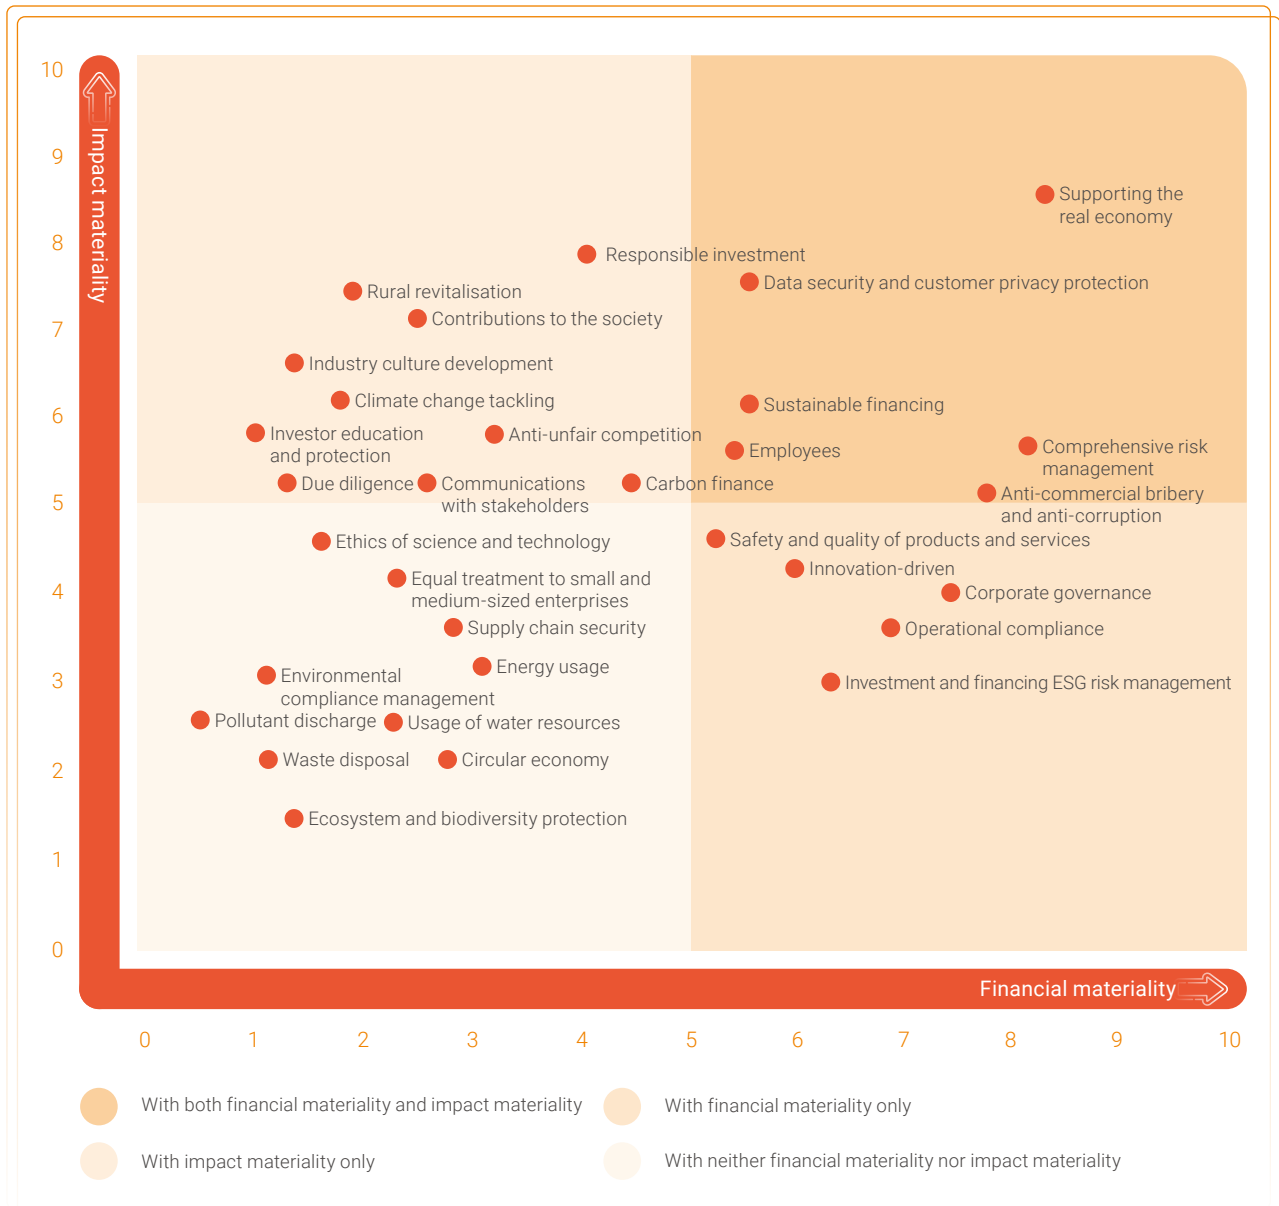 10
9
8
7
6
5
4
3
2
1
0
Impact materiality
Supporting the
real economy
Responsible investment
Data security and customer privacy protection
Rural revitalisation
Contributions to the society
Industry culture development
Climate change tackling
Sustainable financing
Investor education
and protection
Anti-unfair competition
Employees
Comprehensive risk
management
Due diligence
Communications
with stakeholders
Carbon finance
Anti-commercial bribery
and anti-corruption
Ethics of science and technology
Safety and quality of products and services
Innovation-driven
Equal treatment to small and
medium-sized enterprises
Corporate governance
Supply chain security
Operational compliance
Energy usage
Environmental
compliance management
Investment and financing ESG risk management
Pollutant discharge
Usage of water resources
Waste disposal
Circular economy
Ecosystem and biodiversity protection
Financial materiality
0 1 2 3 4 5 6 7 8 9 10
With both financial materiality and impact materiality
With financial materiality only
With impact materiality only
With neither financial materiality nor impact materiality